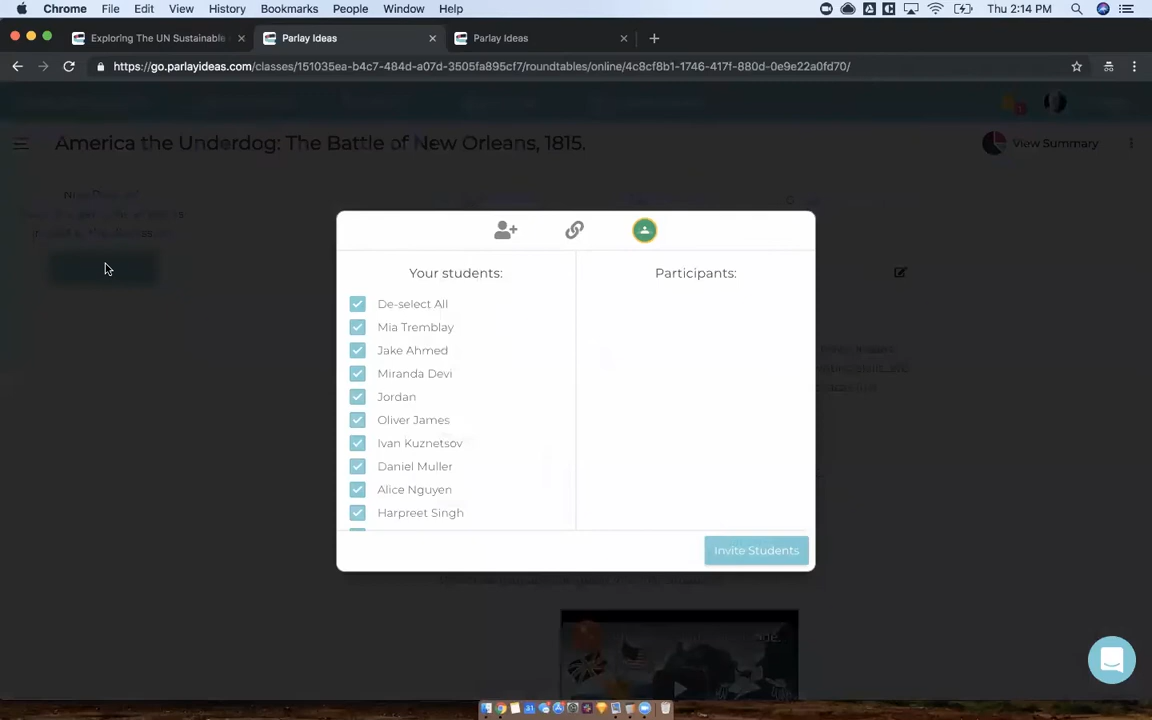 Chrome File Edit View History Bookmarks People Window Help Thu 2:14 PM
Exploring The UN Sustainable
Parlay Ideas
Parlay Ideas
https://go.parlayideas.com/classes/151035ea-b4c7-484d-a07d-3505fa895cf7/roundtables/online/4c8cf8b1-1746-417f-880d-0e9e22a0fd70/
America the Underdog: The Battle of New Orleans, 1815.
View Summary
Your students:
Participants:
De-select All
Mia Tremblay
Jake Ahmed
Miranda Devi
Jordan
Oliver James
Ivan Kuznetsov
Daniel Muller
Alice Nguyen
Harpreet Singh
Invite Students